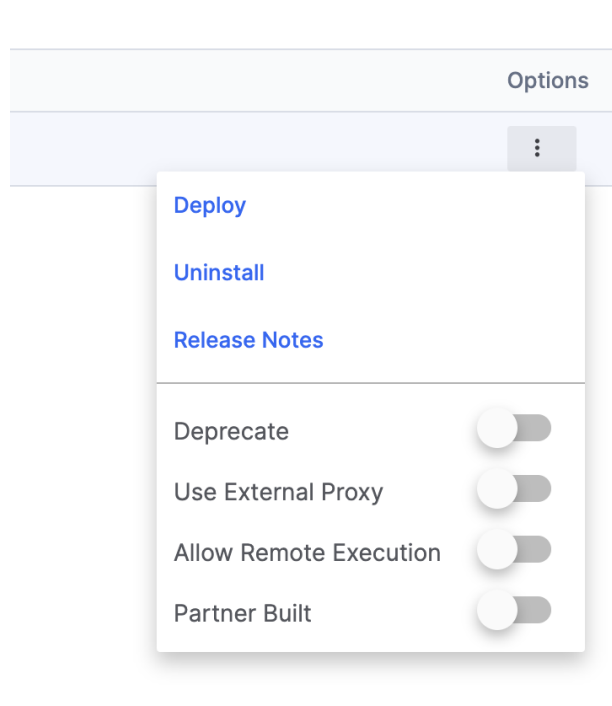 Options
Deploy
Uninstall
Release Notes
Deprecate
Use External Proxy
Allow Remote Execution
Partner Built